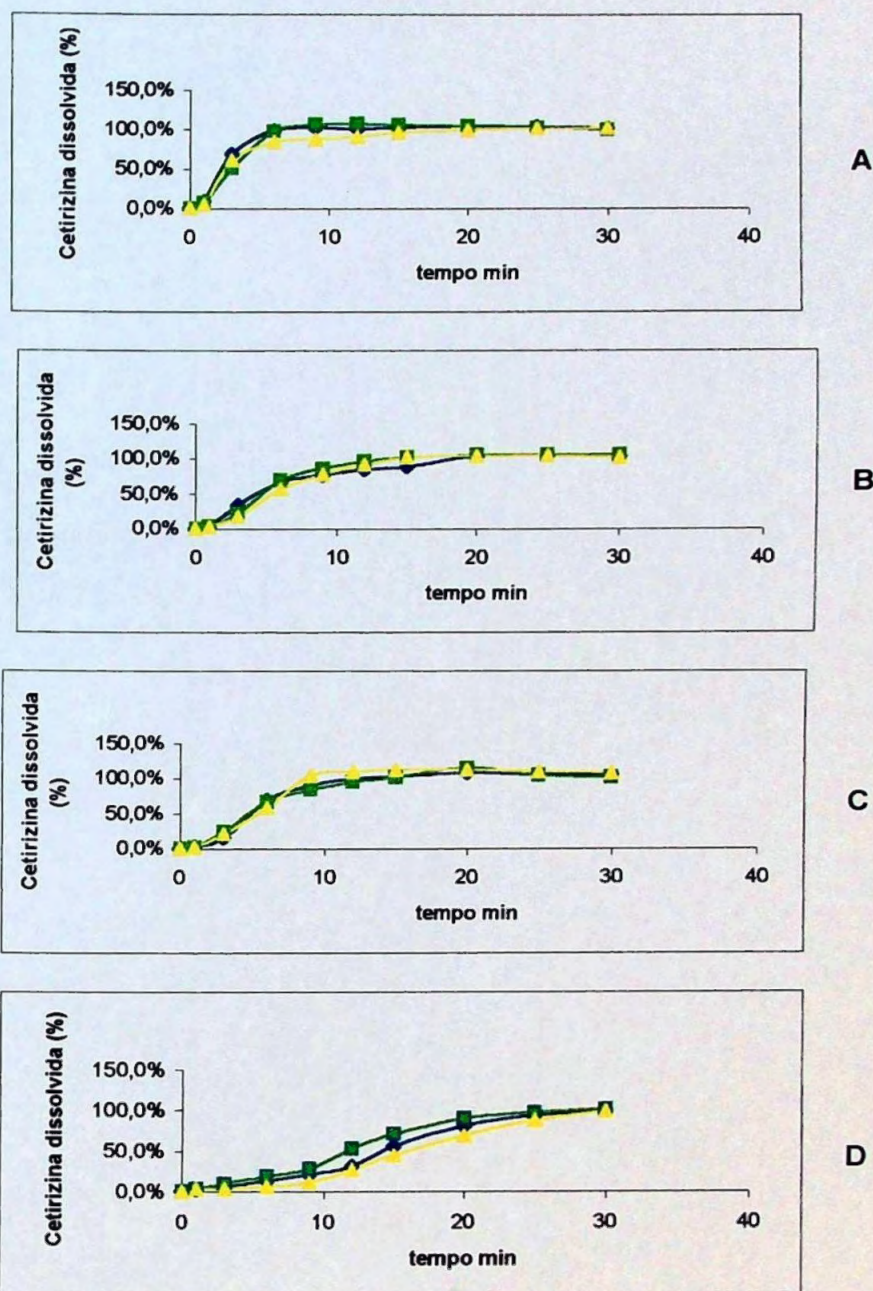 Cetirizina dissolvida (%)
150,0%
100,0%
50,0%
0,0%
0 10 20 30 40
tempo min
A
Cetirizina dissolvida
(%)
150,0%
100,0%
50,0%
0,0%
0 10 20 30 40
tempo min
B
Cetirizina dissolvida
(%)
150,0%
100,0%
50,0%
0,0%
0 10 20 30 40
tempo min
C
Cetirizina dissolvida (%)
150,0%
100,0%
50,0%
0,0%
0 10 20 30 40
tempo min
D